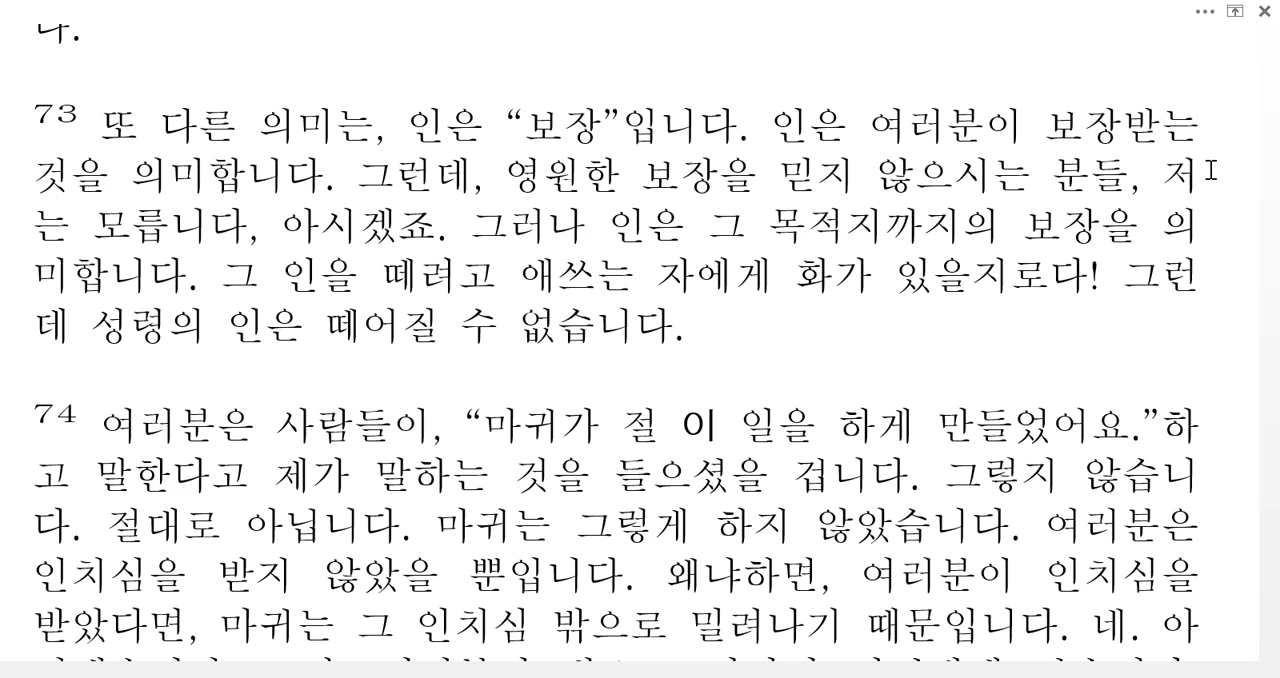 73 또 다른 의미는, 인은 “보장”입니다. 인은 여러분이 보장받는
것을 의미합니다. 그런데, 영원한 보장을 믿지 않으시는 분들, 저
는 모릅니다, 아시겠죠. 그러나 인은 그 목적지까지의 보장을 의
미합니다. 그 인을 떼려고 애쓰는 자에게 화가 있을지로다! 그런
데 성령의 인은 떼어질 수 없습니다.
74 여러분은 사람들이, “마귀가 절 이 일을 하게 만들었어요.”하
고 말한다고 제가 말하는 것을 들으셨을 겁니다. 그렇지 않습니
다. 절대로 아닙니다. 마귀는 그렇게 하지 않았습니다. 여러분은
인치심을 받지 않았을 뿐입니다. 왜냐하면, 여러분이 인치심을
받았다면, 마귀는 그 인치심 밖으로 밀려나기 때문입니다. 네. 아